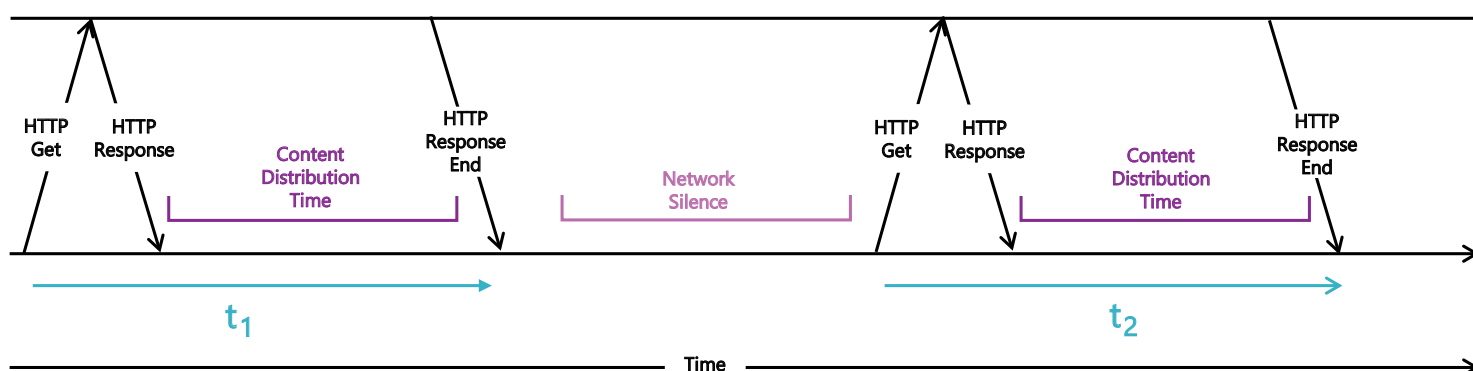 HTTP
Get
HTTP
Response
Content
Distribution
Time
HTTP
Response
End
Network
Silence
HTTP
Get
HTTP
Response
Content
Distribution
Time
HTTP
Response
End
t1
t2
Time